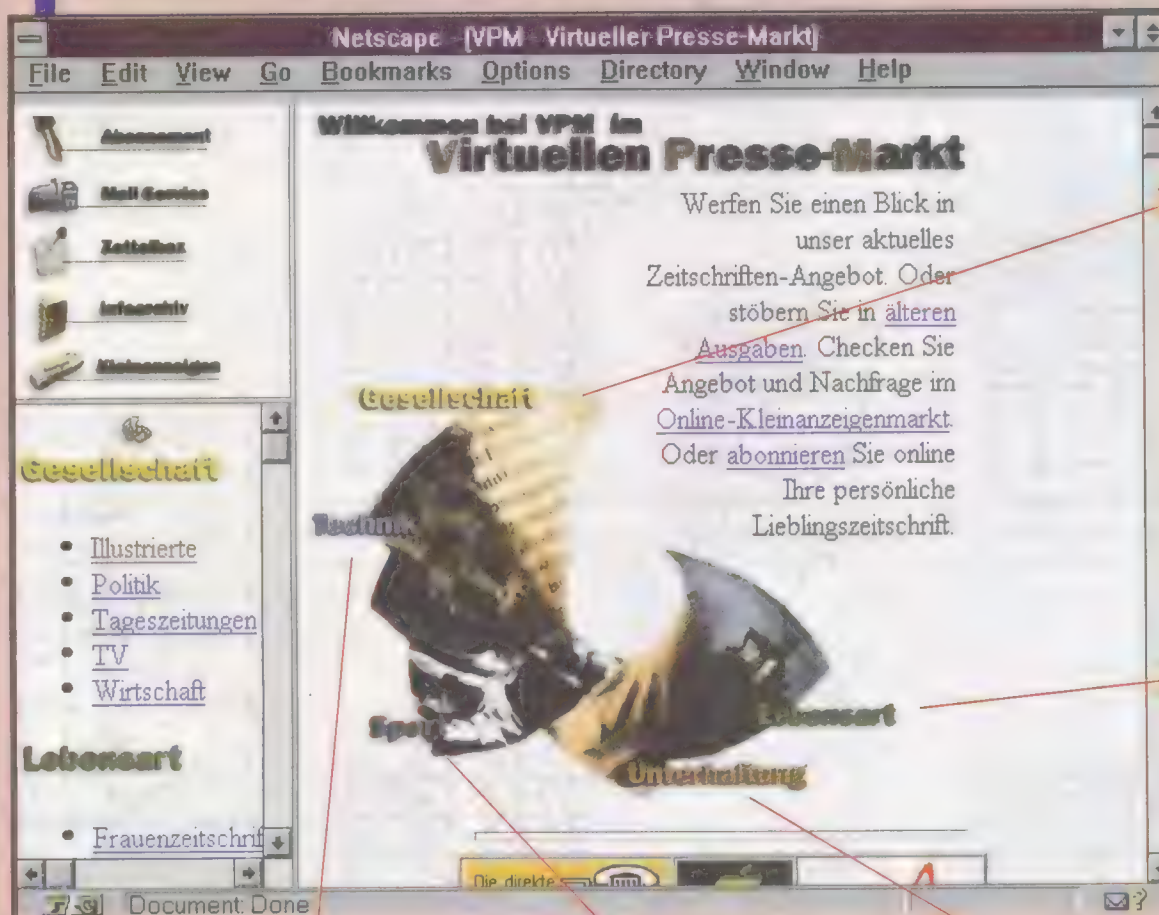 Netscape [VPM Virtueller Presse-Markt]
File Edit View Go Bookmarks Options Directory Window Help
Abonnement
Mail Service
Zettelbox
Infoarchiv
Kleinanzeigen
Gesellschaft
Illustrierte
Politik
Tageszeitungen
TV
Wirtschaft
Lebensart
Frauenzeitschrif
Willkommen bei VPM im
Virtuellen Presse-Markt
Werfen Sie einen Blick in
unser aktuelles
Zeitschriften-Angebot. Oder
stöbern Sie in älteren
Ausgaben. Checken Sie
Angebot und Nachfrage im
Online-Kleinanzeigenmarkt.
Oder abonnieren Sie online
Ihre persönliche
Lieblingszeitschrift.
Gesellschaft
Technik
Sport
Lebensart
Unterhaltung
Die direkte
Document: Done